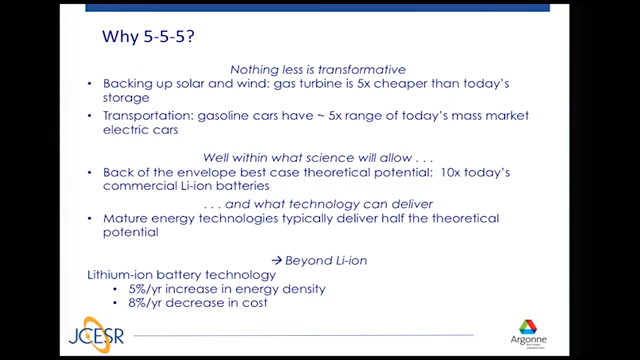 Why 5-5-5?
Nothing less is transformative
• Backing up solar and wind: gas turbine is 5x cheaper than today's
storage
• Transportation: gasoline cars have ~ 5x range of today's mass market
electric cars
Well within what science will allow . . .
• Back of the envelope best case theoretical potential: 10x today's
commercial Li-ion batteries
. . . and what technology can deliver
• Mature energy technologies typically deliver half the theoretical
potential
→ Beyond Li-ion
Lithium-ion battery technology
• 5%/yr increase in energy density
• 8%/yr decrease in cost
JCESR
Argonne